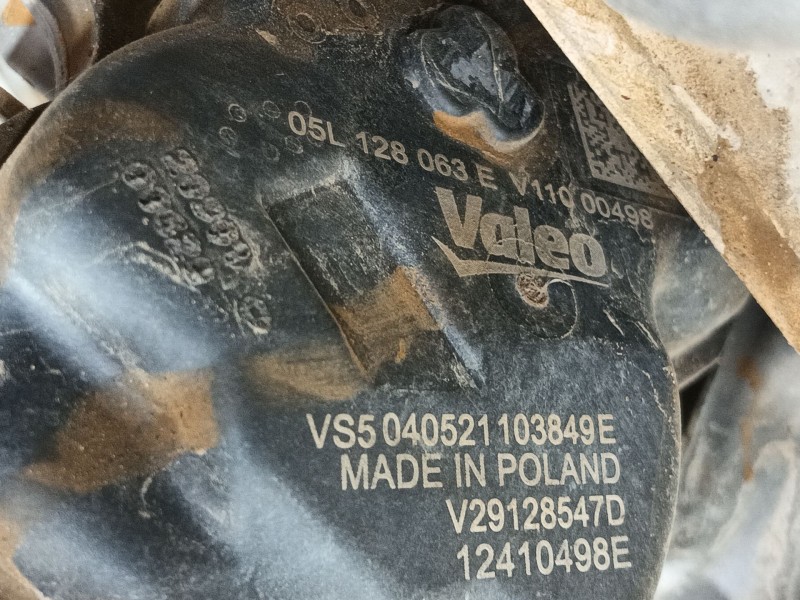 05L 128 063 E V110 00498
Valeo
VS5 040521 103849E
MADE IN POLAND
V29128547D
12410498E